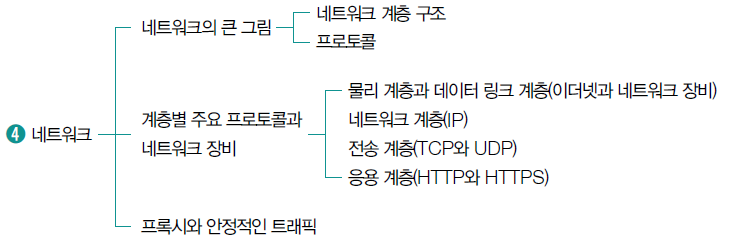 ❹ 네트워크
네트워크의 큰 그림
네트워크 계층 구조
프로토콜
계층별 주요 프로토콜과
네트워크 장비
물리 계층과 데이터 링크 계층(이더넷과 네트워크 장비)
네트워크 계층(IP)
전송 계층(TCP와 UDP)
응용 계층(HTTP와 HTTPS)
프록시와 안정적인 트래픽